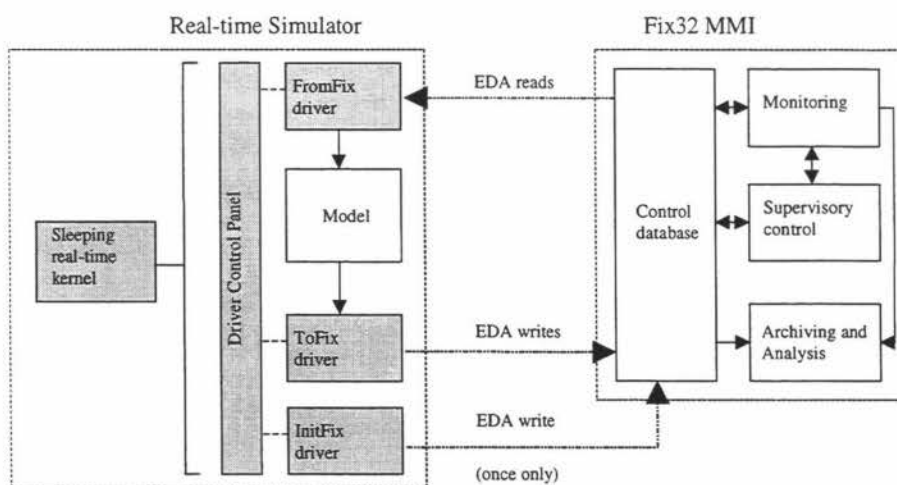 Real-time Simulator
Fix32 MMI
FromFix
driver
EDA reads
Monitoring
Model
Driver Control Panel
Sleeping
real-time
kernel
Control
database
Supervisory
control
ToFix
driver
EDA writes
Archiving and
Analysis
InitFix
driver
EDA write
(once only)